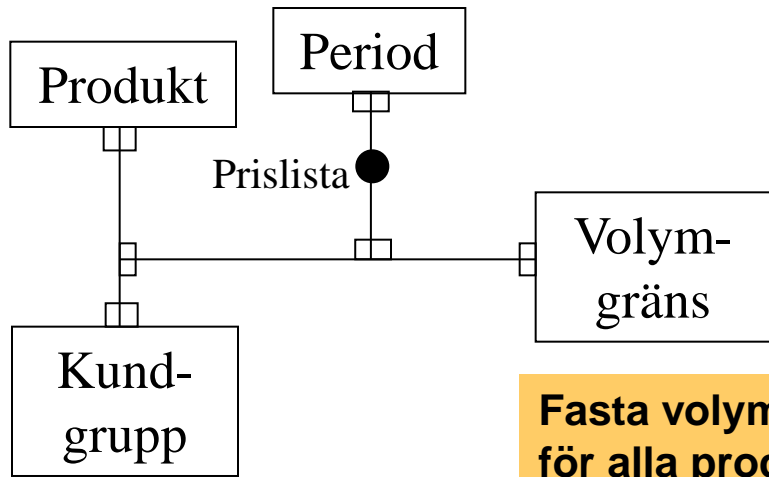 Period
Produkt
Prislista
Volym-
gräns
Kund-
grupp
Fasta volym
för alla prod